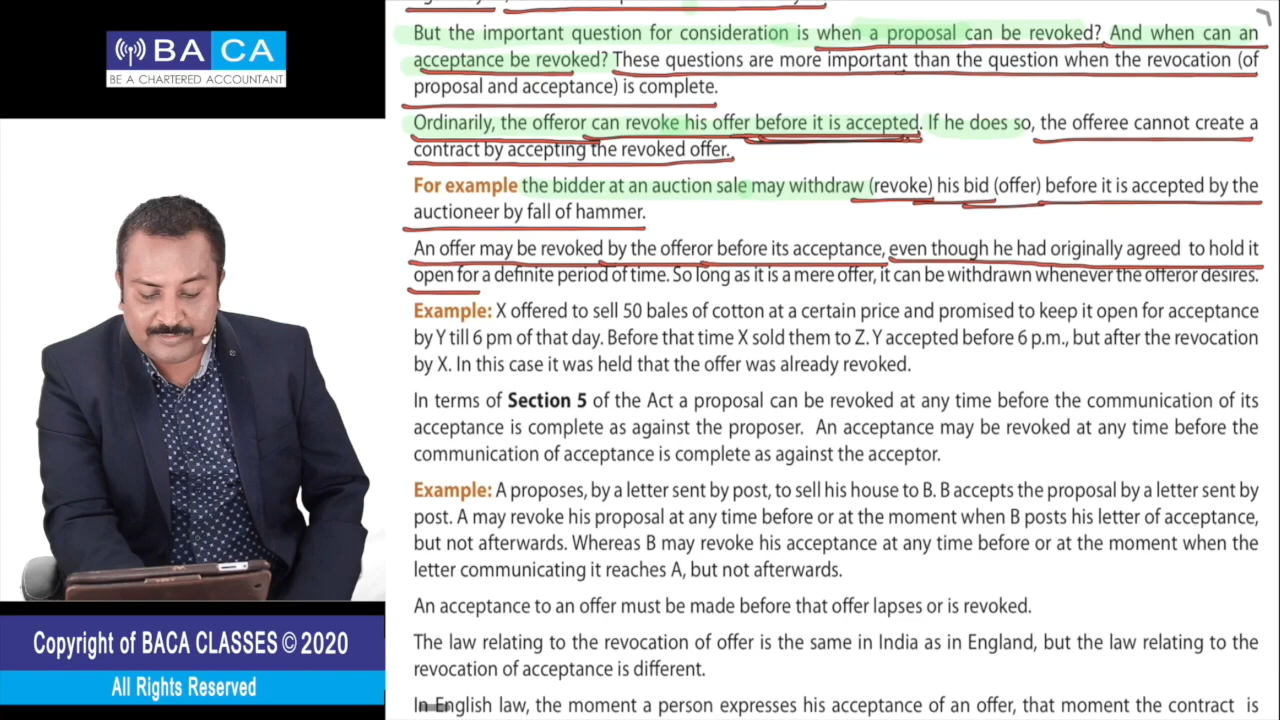 BACA
BE A CHARTERED ACCOUNTANT
But the important question for consideration is when a proposal can be revoked? And when can an
acceptance be revoked? These questions are more important than the question when the revocation (of
proposal and acceptance) is complete.
Ordinarily, the offeror can revoke his offer before it is accepted. If he does so, the offeree cannot create a
contract by accepting the revoked offer.
For example the bidder at an auction sale may withdraw (revoke) his bid (offer) before it is accepted by the
auctioneer by fall of hammer.
An offer may be revoked by the offeror before its acceptance, even though he had originally agreed to hold it
open for a definite period of time. So long as it is a mere offer, it can be withdrawn whenever the offeror desires.
Example: X offered to sell 50 bales of cotton at a certain price and promised to keep it open for acceptance
by Y till 6 pm of that day. Before that time X sold them to Z. Y accepted before 6 p.m., but after the revocation
by X. In this case it was held that the offer was already revoked.
In terms of Section 5 of the Act a proposal can be revoked at any time before the communication of its
acceptance is complete as against the proposer. An acceptance may be revoked at any time before the
communication of acceptance is complete as against the acceptor.
Example: A proposes, by a letter sent by post, to sell his house to B. B accepts the proposal by a letter sent by
post. A may revoke his proposal at any time before or at the moment when B posts his letter of acceptance,
but not afterwards. Whereas B may revoke his acceptance at any time before or at the moment when the
letter communicating it reaches A, but not afterwards.
An acceptance to an offer must be made before that offer lapses or is revoked.
The law relating to the revocation of offer is the same in India as in England, but the law relating to the
revocation of acceptance is different.
In English law, the moment a person expresses his acceptance of an offer, that moment the contract is
Copyright of BACA CLASSES © 2020
All Rights Reserved